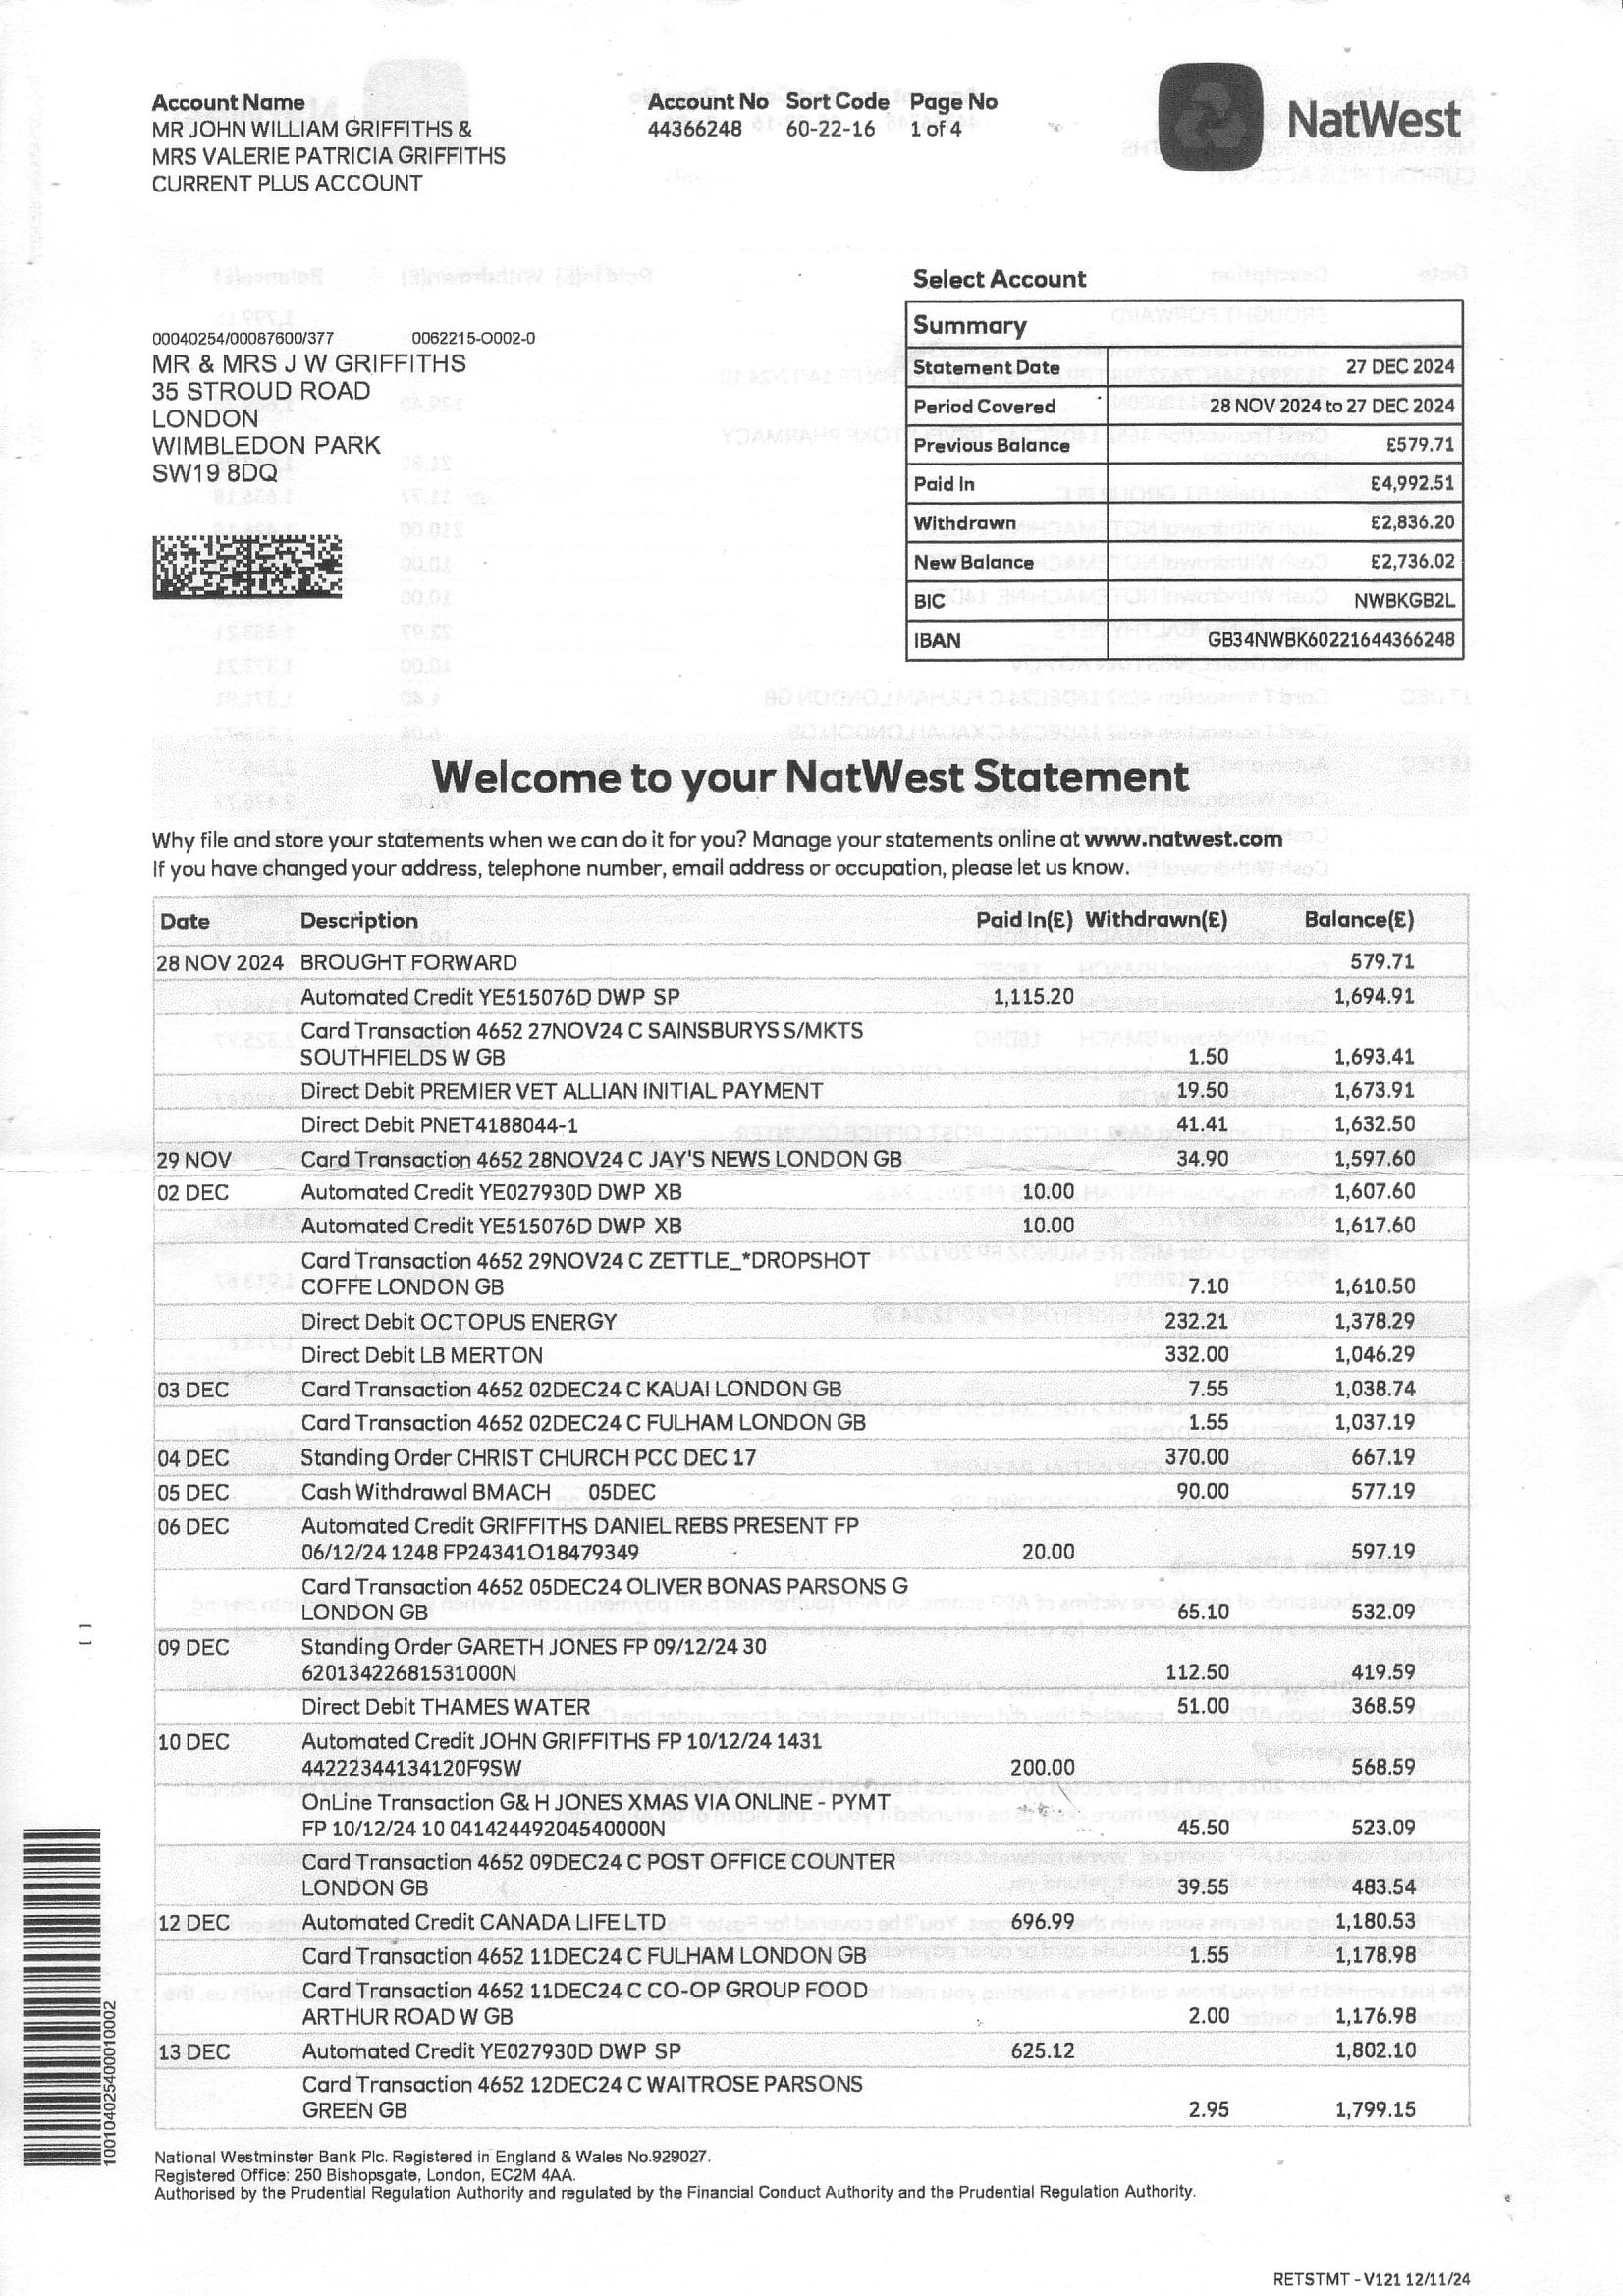 Account Name
MR JOHN WILLIAM GRIFFITHS &
MRS VALERIE PATRICIA GRIFFITHS
CURRENT PLUS ACCOUNT
Account No Sort Code Page No
44366248 60-22-16 1 of 4
NatWest
00040254/00087600/377 0062215-O002-0
MR & MRS J W GRIFFITHS
35 STROUD ROAD
LONDON
WIMBLEDON PARK
SW19 8DQ
Select Account
Summary
Statement Date 27 DEC 2024
Period Covered 28 NOV 2024 to 27 DEC 2024
Previous Balance £579.71
Paid In £4,992.51
Withdrawn £2,836.20
New Balance £2,736.02
BIC NWBKGB2L
IBAN GB34NWBK60221644366248
Welcome to your NatWest Statement
Why file and store your statements when we can do it for you? Manage your statements online at www.natwest.com
If you have changed your address, telephone number, email address or occupation, please let us know.
Date Description Paid In(£) Withdrawn(£) Balance(£)
28 NOV 2024 BROUGHT FORWARD 579.71
Automated Credit YE515076D DWP SP 1,115.20 1,694.91
Card Transaction 4652 27NOV24 C SAINSBURYS S/MKTS
SOUTHFIELDS W GB 1.50 1,693.41
Direct Debit PREMIER VET ALLIAN INITIAL PAYMENT 19.50 1,673.91
Direct Debit PNET4188044-1 41.41 1,632.50
29 NOV Card Transaction 4652 28NOV24 C JAY'S NEWS LONDON GB 34.90 1,597.60
02 DEC Automated Credit YE027930D DWP XB 10.00 1,607.60
Automated Credit YE515076D DWP XB 10.00 1,617.60
Card Transaction 4652 29NOV24 C ZETTLE_*DROPSHOT
COFFE LONDON GB 7.10 1,610.50
Direct Debit OCTOPUS ENERGY 232.21 1,378.29
Direct Debit LB MERTON 332.00 1,046.29
03 DEC Card Transaction 4652 02DEC24 C KAUAI LONDON GB 7.55 1,038.74
Card Transaction 4652 02DEC24 C FULHAM LONDON GB 1.55 1,037.19
04 DEC Standing Order CHRIST CHURCH PCC DEC 17 370.00 667.19
05 DEC Cash Withdrawal BMACH 05DEC 90.00 577.19
06 DEC Automated Credit GRIFFITHS DANIEL REBS PRESENT FP
06/12/24 1248 FP24341O18479349 20.00 597.19
Card Transaction 4652 05DEC24 OLIVER BONAS PARSONS G
LONDON GB 65.10 532.09
09 DEC Standing Order GARETH JONES FP 09/12/24 30
62013422681531000N 112.50 419.59
Direct Debit THAMES WATER 51.00 368.59
10 DEC Automated Credit JOHN GRIFFITHS FP 10/12/24 1431
44222344134120F9SW 200.00 568.59
OnLine Transaction G& H JONES XMAS VIA ONLINE - PYMT
FP 10/12/24 10 04142449204540000N 45.50 523.09
Card Transaction 4652 09DEC24 C POST OFFICE COUNTER
LONDON GB 39.55 483.54
12 DEC Automated Credit CANADA LIFE LTD 696.99 1,180.53
Card Transaction 4652 11DEC24 C FULHAM LONDON GB 1.55 1,178.98
Card Transaction 4652 11DEC24 C CO-OP GROUP FOOD
ARTHUR ROAD W GB 2.00 1,176.98
13 DEC Automated Credit YE027930D DWP SP 625.12 1,802.10
Card Transaction 4652 12DEC24 C WAITROSE PARSONS
GREEN GB 2.95 1,799.15
100104025400010002
National Westminster Bank Plc. Registered in England & Wales No.929027.
Registered Office: 250 Bishopsgate, London, EC2M 4AA.
Authorised by the Prudential Regulation Authority and regulated by the Financial Conduct Authority and the Prudential Regulation Authority.
RETSTMT - V121 12/11/24